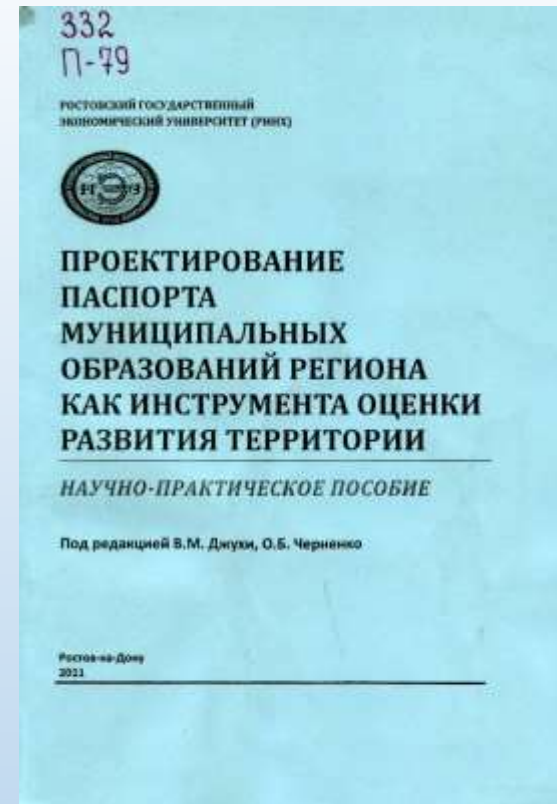 332
П-79
РОСТОВСКИЙ ГОСУДАРСТВЕННЫЙ
ЭКОНОМИЧЕСКИЙ УНИВЕРСИТЕТ (РИНХ)
ПРОЕКТИРОВАНИЕ
ПАСПОРТА
МУНИЦИПАЛЬНЫХ
ОБРАЗОВАНИЙ РЕГИОНА
КАК ИНСТРУМЕНТА ОЦЕНКИ
РАЗВИТИЯ ТЕРРИТОРИИ
НАУЧНО-ПРАКТИЧЕСКОЕ ПОСОБИЕ
Под редакцией В.М. Джухи, О.Б. Черненко
Ростов-на-Дону
2011